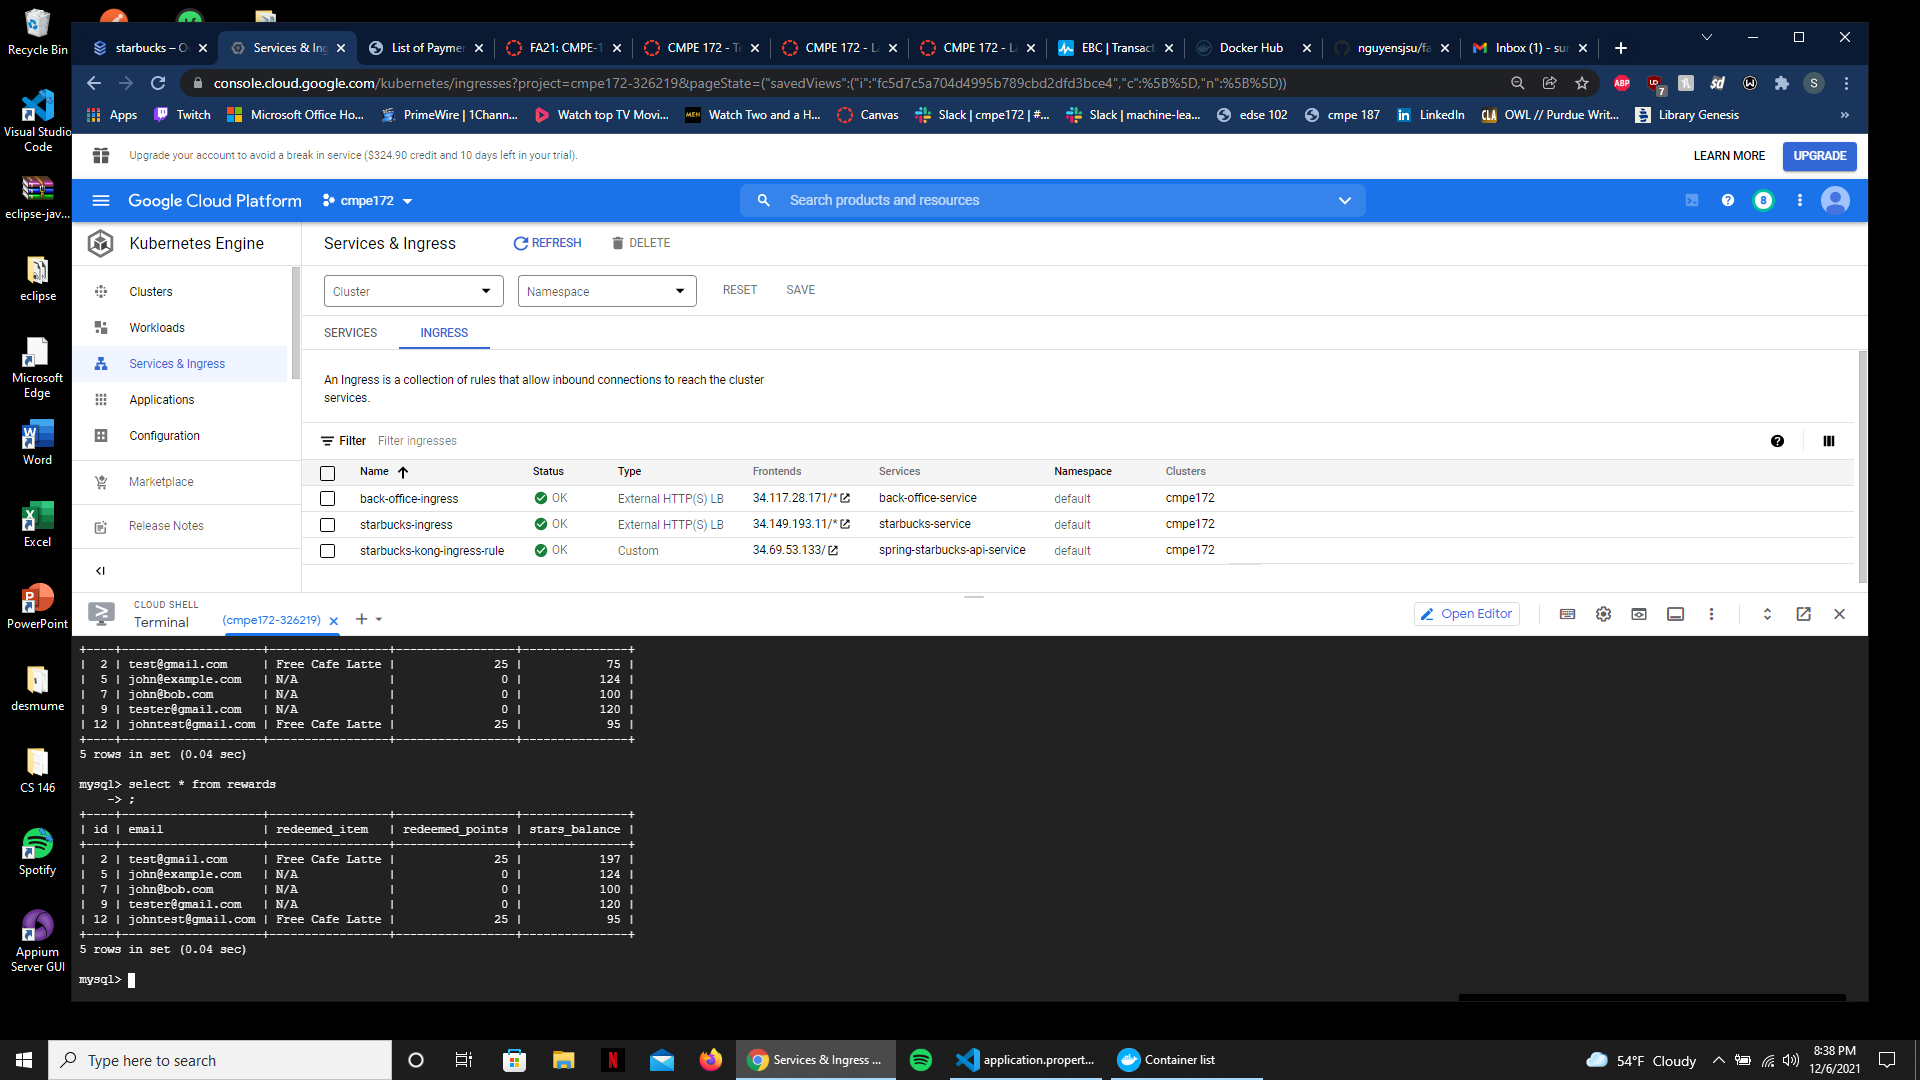 Recycle Bin
Visual Studio Code
eclipse-jav...
eclipse
Microsoft Edge
Word
Excel
PowerPoint
desmume
CS 146
Spotify
Appium Server GUI
starbucks – O
Services & Ing
List of Paymer
FA21: CMPE-1
CMPE 172 - Te
CMPE 172 - La
CMPE 172 - La
EBC | Transact
Docker Hub
nguyensjsu/fa
Inbox (1) - sur
console.cloud.google.com/kubernetes/ingresses?project=cmpe172-326219&pageState=("savedViews":("i":"fc5d7c5a704d4995b789cbd2dfd3bce4","c":%5B%5D,"n":%5B%5D))
ABP
7
S
Apps
Twitch
Microsoft Office Ho...
PrimeWire | 1Chann...
Watch top TV Movi...
Watch Two and a H...
Canvas
Slack | cmpe172 | #...
Slack | machine-lea...
edse 102
cmpe 187
LinkedIn
OWL // Purdue Writ...
Library Genesis
»
Upgrade your account to avoid a break in service ($324.90 credit and 10 days left in your trial).
LEARN MORE
UPGRADE
Google Cloud Platform
cmpe172
Search products and resources
8
Kubernetes Engine
Services & Ingress
REFRESH
DELETE
Clusters
Workloads
Services & Ingress
Applications
Configuration
Marketplace
Release Notes
Cluster
Namespace
RESET
SAVE
SERVICES
INGRESS
An Ingress is a collection of rules that allow inbound connections to reach the cluster
services.
Filter Filter ingresses
Name Status Type Frontends Services Namespace Clusters
back-office-ingress OK External HTTP(S) LB 34.117.28.171/* back-office-service default cmpe172
starbucks-ingress OK External HTTP(S) LB 34.149.193.11/* starbucks-service default cmpe172
starbucks-kong-ingress-rule OK Custom 34.69.53.133/ spring-starbucks-api-service default cmpe172
CLOUD SHELL
Terminal
(cmpe172-326219)
Open Editor
+----+--------------------+-----------------+-----------------+---------------+
| 2 | test@gmail.com | Free Cafe Latte | 25 | 75 |
| 5 | john@example.com | N/A | 0 | 124 |
| 7 | john@bob.com | N/A | 0 | 100 |
| 9 | tester@gmail.com | N/A | 0 | 120 |
| 12 | johntest@gmail.com | Free Cafe Latte | 25 | 95 |
+----+--------------------+-----------------+-----------------+---------------+
5 rows in set (0.04 sec)
mysql> select * from rewards
-> ;
+----+--------------------+-----------------+-----------------+---------------+
| id | email | redeemed_item | redeemed_points | stars_balance |
+----+--------------------+-----------------+-----------------+---------------+
| 2 | test@gmail.com | Free Cafe Latte | 25 | 197 |
| 5 | john@example.com | N/A | 0 | 124 |
| 7 | john@bob.com | N/A | 0 | 100 |
| 9 | tester@gmail.com | N/A | 0 | 120 |
| 12 | johntest@gmail.com | Free Cafe Latte | 25 | 95 |
+----+--------------------+-----------------+-----------------+---------------+
5 rows in set (0.04 sec)
mysql>
Type here to search
Services & Ingress ...
application.propert...
Container list
54°F Cloudy
8:38 PM
12/6/2021